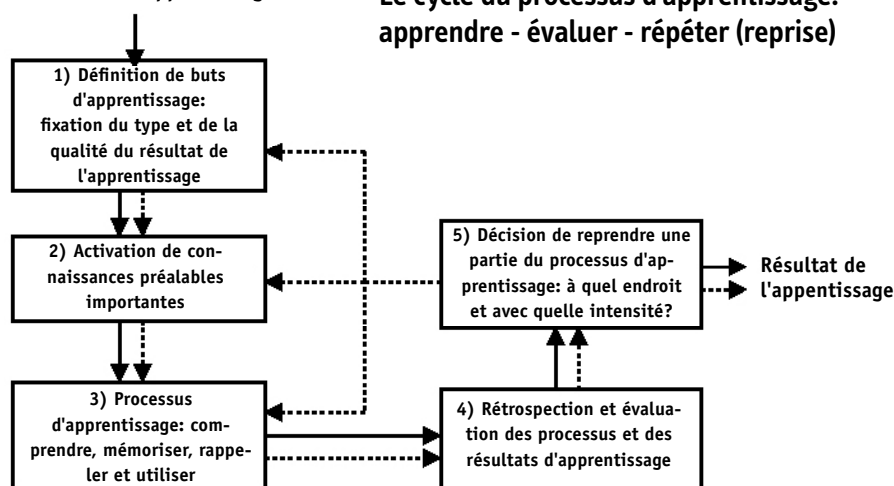 Le cycle du processus d'apprentissage:
apprendre - évaluer - répéter (reprise)
1) Définition de buts
d'apprentissage:
fixation du type et de la
qualité du résultat de
l'apprentissage
2) Activation de con-
naissances préalables
importantes
3) Processus
d'apprentissage: com-
prendre, mémoriser, rappe-
ler et utiliser
4) Rétrospection et évalua-
tion des processus et des
résultats d'apprentissage
5) Décision de reprendre une
partie du processus d'ap-
prentissage: à quel endroit
et avec quelle intensité?
Résultat de
l'appentissage